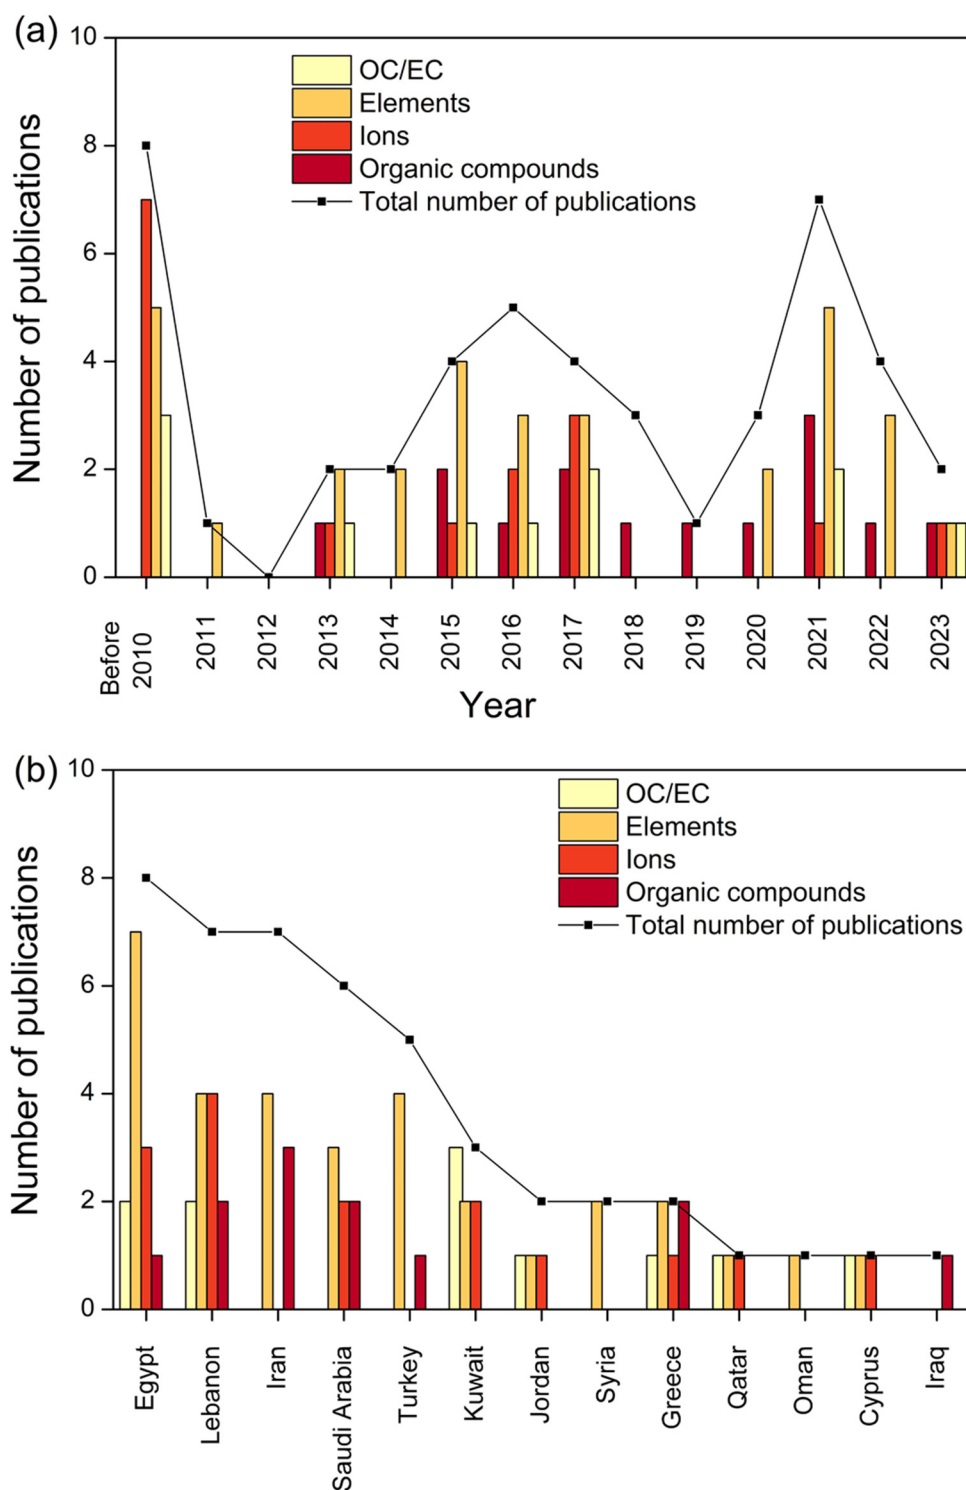 (a)
10
8
6
4
2
0
Number of publications
OC/EC
Elements
Ions
Organic compounds
Total number of publications
Before 2010
2011
2012
2013
2014
2015
2016
2017
2018
2019
2020
2021
2022
2023
Year
(b)
10
8
6
4
2
0
Number of publications
OC/EC
Elements
Ions
Organic compounds
Total number of publications
Egypt
Lebanon
Iran
Saudi Arabia
Turkey
Kuwait
Jordan
Syria
Greece
Qatar
Oman
Cyprus
Iraq